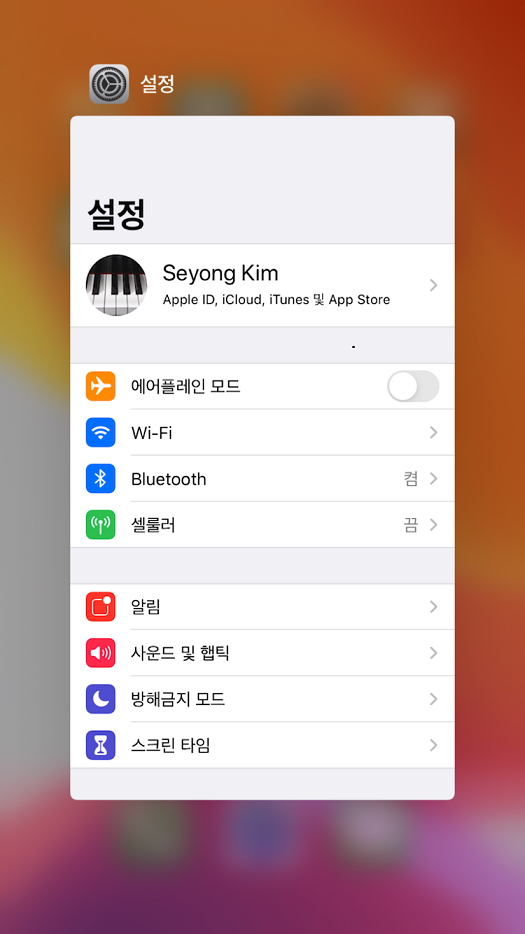 설정
설정
Seyong Kim
Apple ID, iCloud, iTunes 및 App Store
에어플레인 모드
Wi-Fi
Bluetooth 켬
셀룰러 끔
알림
사운드 및 햅틱
방해금지 모드
스크린 타임